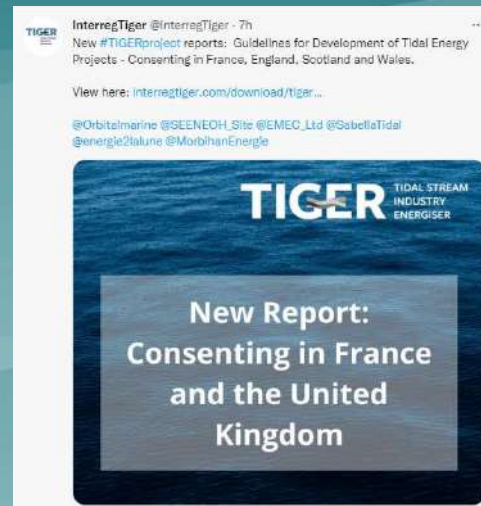 TIGER
InterregTiger @InterregTiger · 7h
New #TIGERproject reports: Guidelines for Development of Tidal Energy
Projects - Consenting in France, England, Scotland and Wales.
View here: interregtiger.com/download/tiger...
@Orbitalmarine @SEENEOH_Site @EMEC_Ltd @SabellaTidal
@energie2lalune @MorbihanEnergie
TIGER TIDAL STREAM
INDUSTRY
ENERGISER
New Report:
Consenting in France
and the United
Kingdom